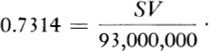 0.7314 = SV / 93,000,000 .